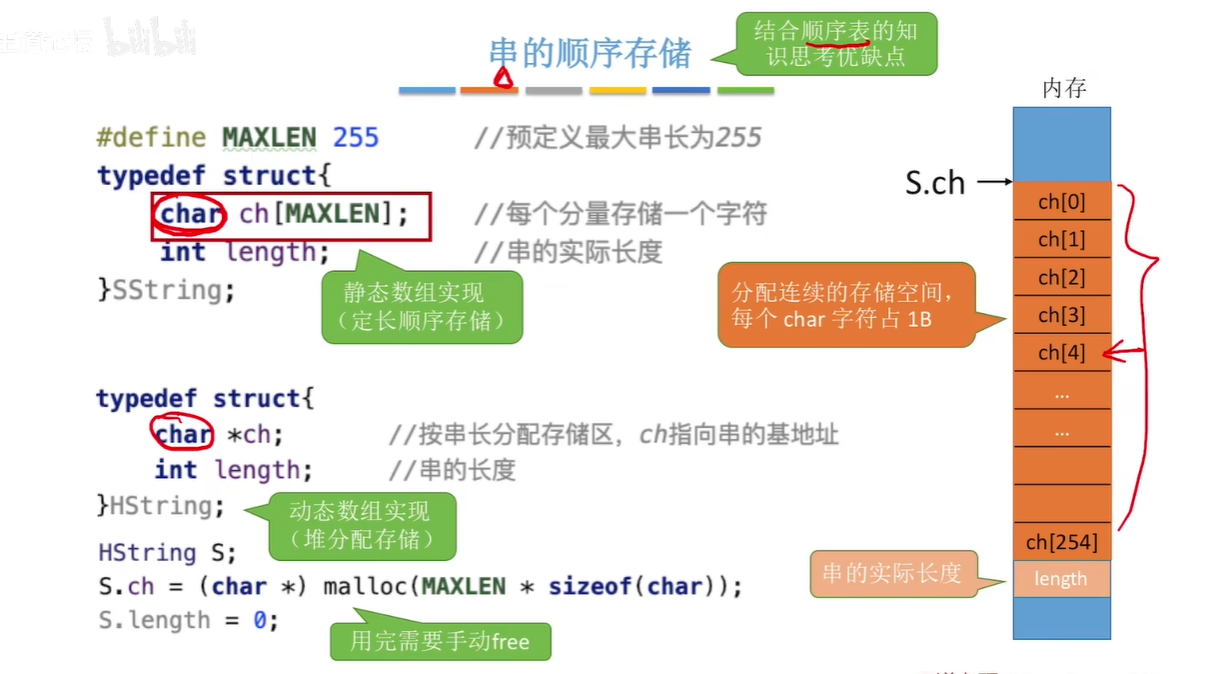 bilibili
串的顺序存储
结合顺序表的知
识思考优缺点
#define MAXLEN 255 //预定义最大串长为255
typedef struct{
char ch[MAXLEN]; //每个分量存储一个字符
int length; //串的实际长度
}SString;
静态数组实现
（定长顺序存储）
typedef struct{
char *ch; //按串长分配存储区，ch指向串的基地址
int length; //串的长度
}HString;
动态数组实现
（堆分配存储）
HString S;
S.ch = (char *) malloc(MAXLEN * sizeof(char));
S.length = 0;
用完需要手动free
分配连续的存储空间，
每个 char 字符占 1B
串的实际长度
内存
S.ch
ch[0]
ch[1]
ch[2]
ch[3]
ch[4]
...
...
ch[254]
length